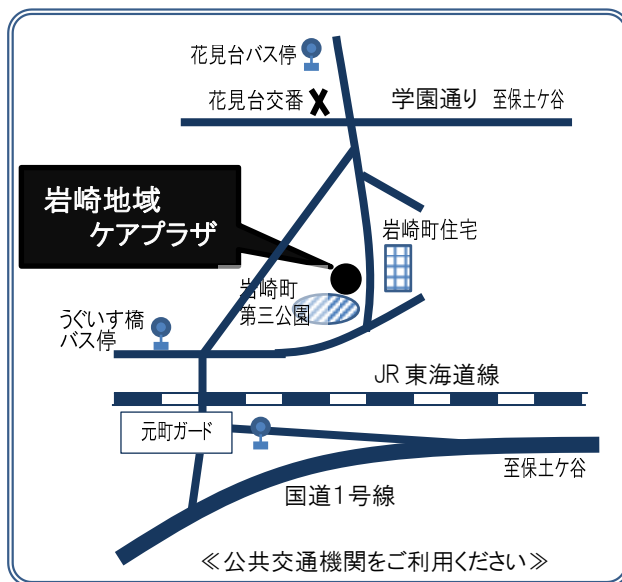 花見台バス停
花見台交番
学園通り 至保土ケ谷
岩崎地域
ケアプラザ
岩崎町住宅
岩崎町
第三公園
うぐいす橋
バス停
JR東海道線
元町ガード
至保土ケ谷
国道1号線
≪公共交通機関をご利用ください≫